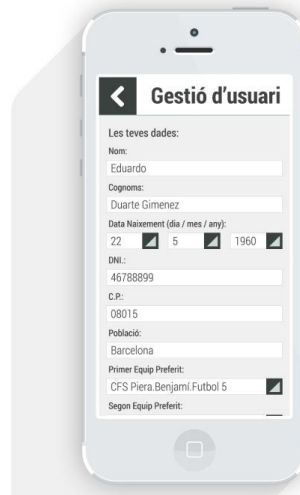 Gestió d'usuari
Les teves dades:
Nom:
Eduardo
Cognoms:
Duarte Gimenez
Data Naixement (dia / mes / any):
22 5 1960
DNI.:
46788899
C.P.:
08015
Població:
Barcelona
Primer Equip Preferit:
CFS Piera.Benjamí.Futbol 5
Segon Equip Preferit: